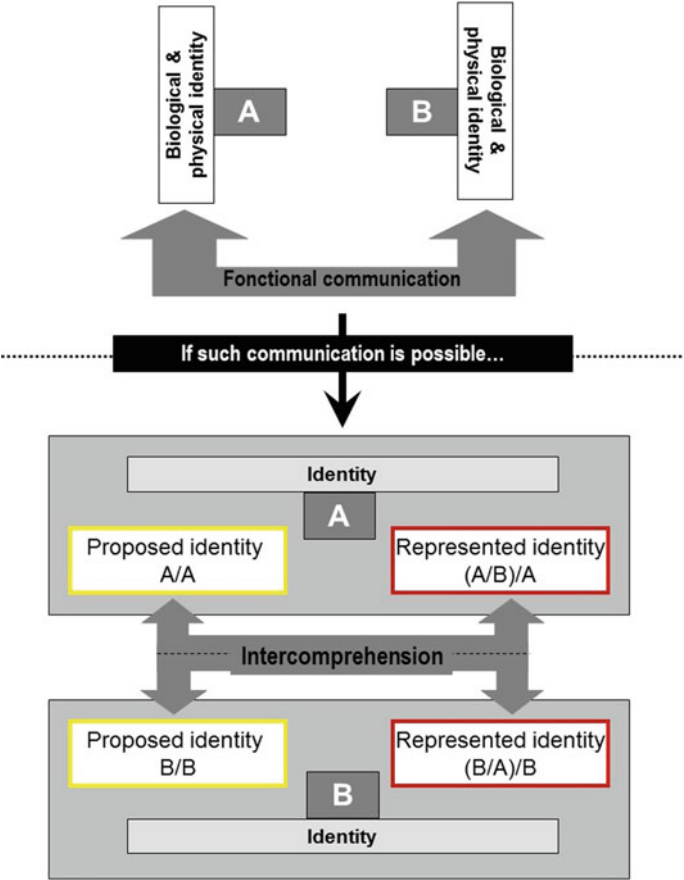 Biological &
physical identity
A
B
Biological &
physical identity
Fonctional communication
If such communication is possible…
Identity
A
Proposed identity
A/A
Represented identity
(A/B)/A
Intercomprehension
Proposed identity
B/B
Represented identity
(B/A)/B
B
Identity